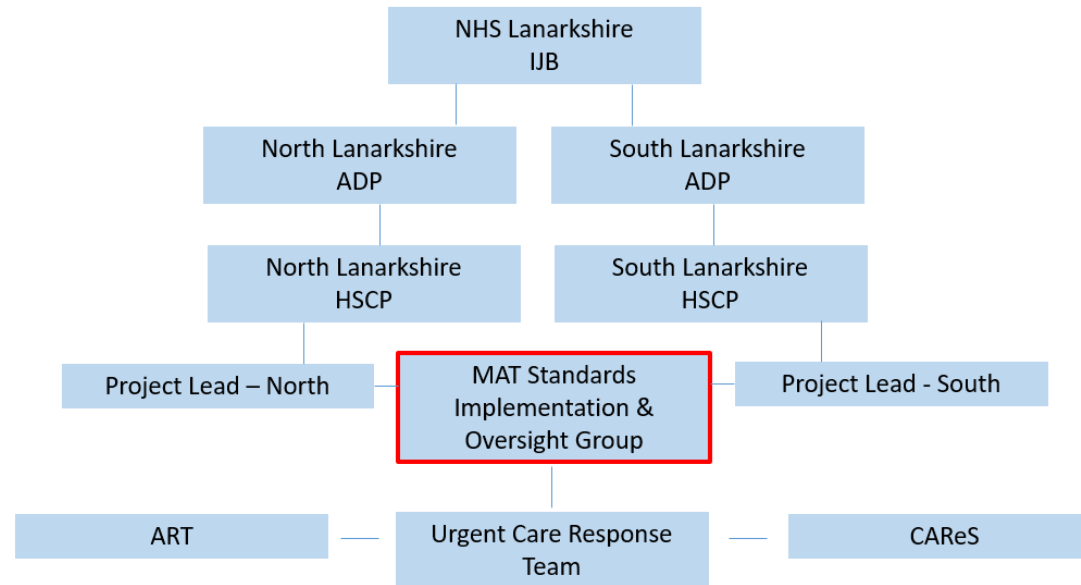 NHS Lanarkshire
IJB
North Lanarkshire
ADP
South Lanarkshire
ADP
North Lanarkshire
HSCP
South Lanarkshire
HSCP
Project Lead – North
MAT Standards
Implementation &
Oversight Group
Project Lead - South
ART
Urgent Care Response
Team
CAReS